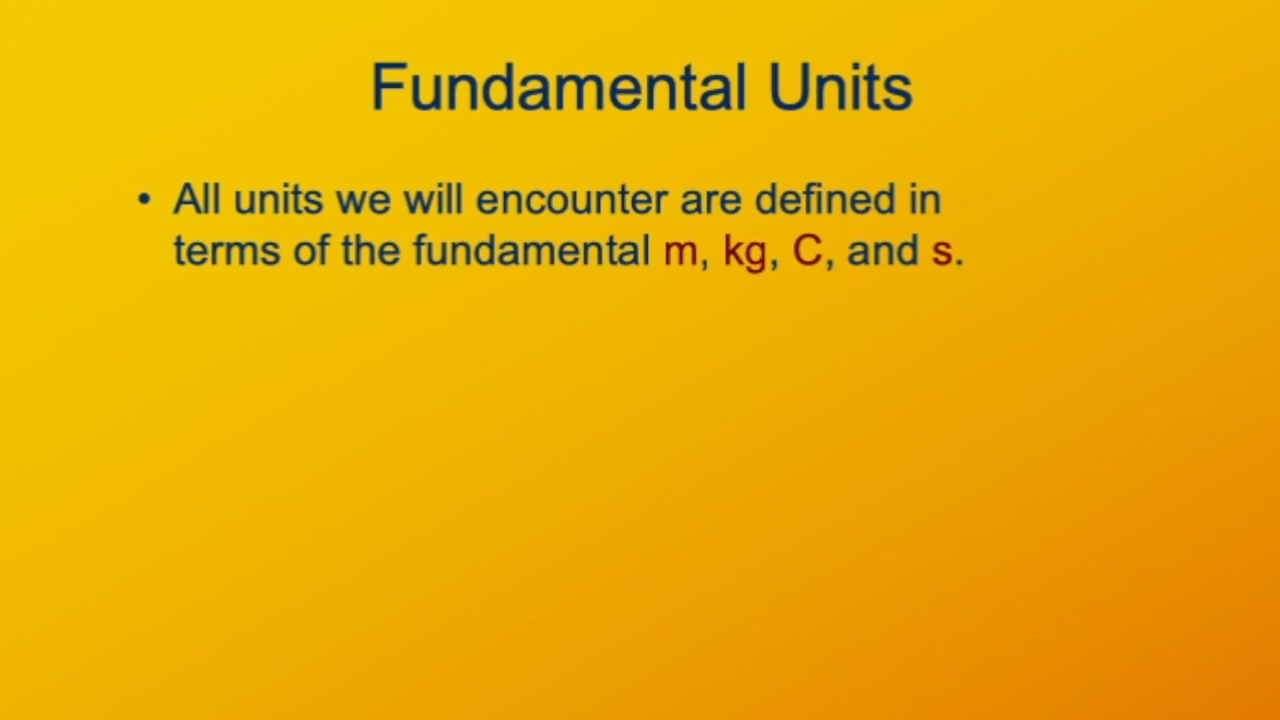 Fundamental Units
• All units we will encounter are defined in
terms of the fundamental m, kg, C, and s.